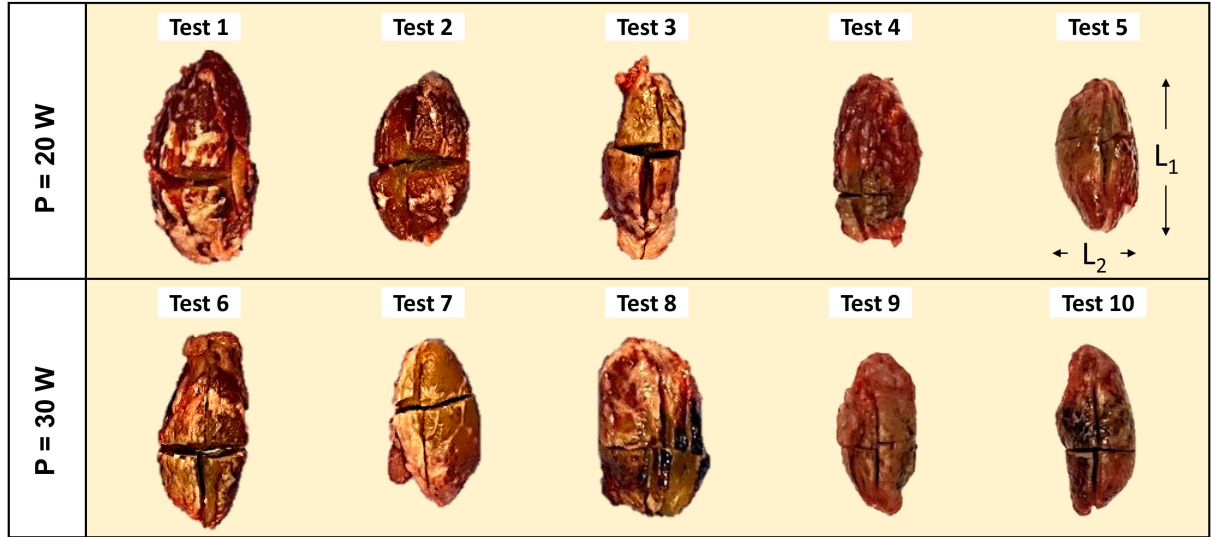 P = 20 W
Test 1
Test 2
Test 3
Test 4
Test 5
L1
L2
P = 30 W
Test 6
Test 7
Test 8
Test 9
Test 10